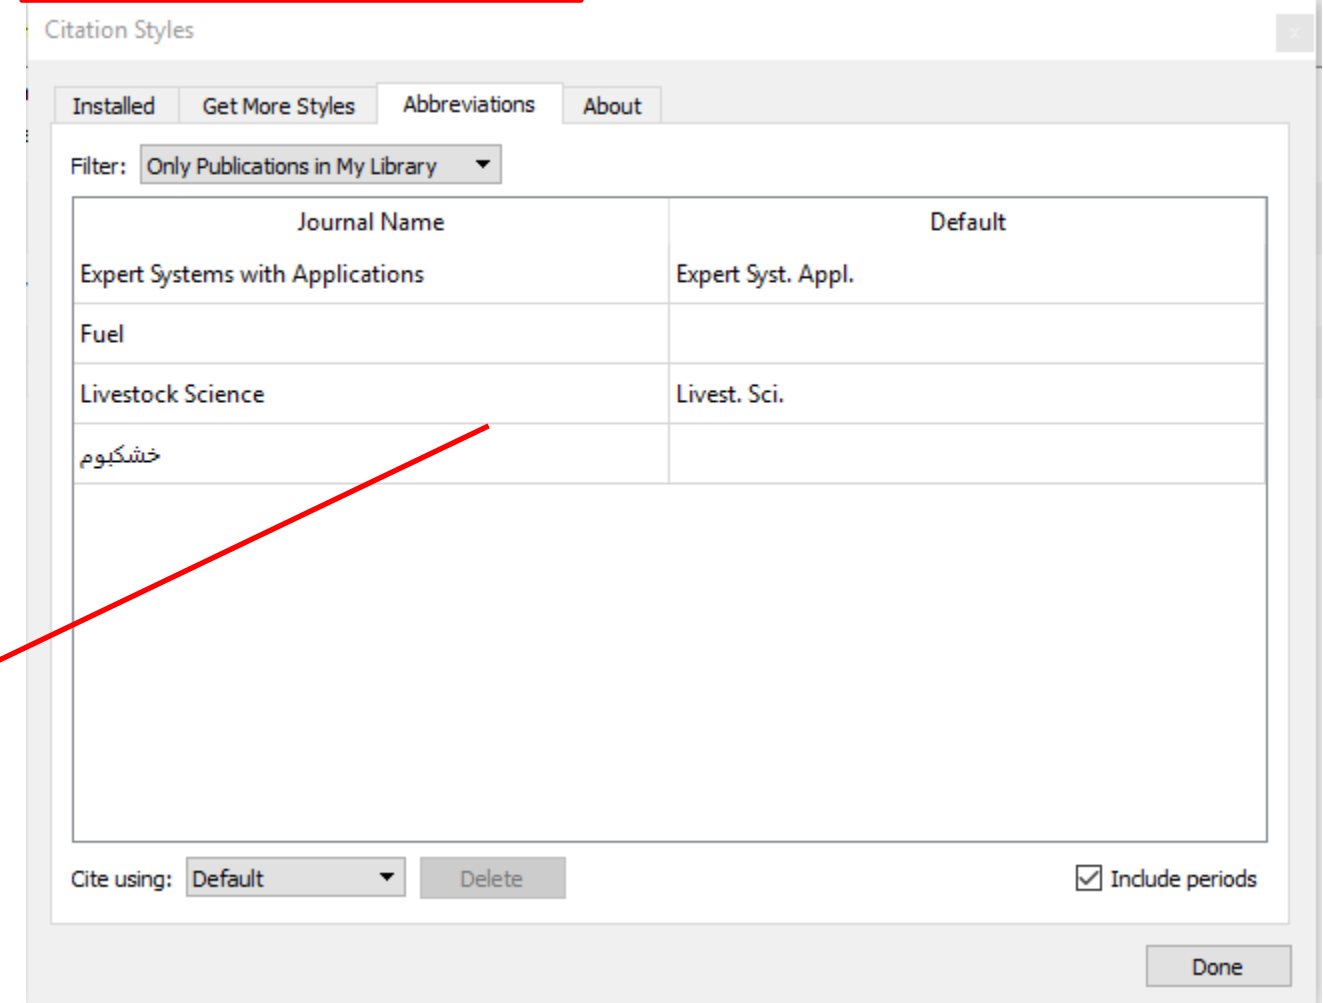 Citation Styles
x
Installed Get More Styles Abbreviations About
Filter: Only Publications in My Library
Journal Name Default
Expert Systems with Applications Expert Syst. Appl.
Fuel
Livestock Science Livest. Sci.
خشکبوم
Cite using: Default Delete Include periods
Done